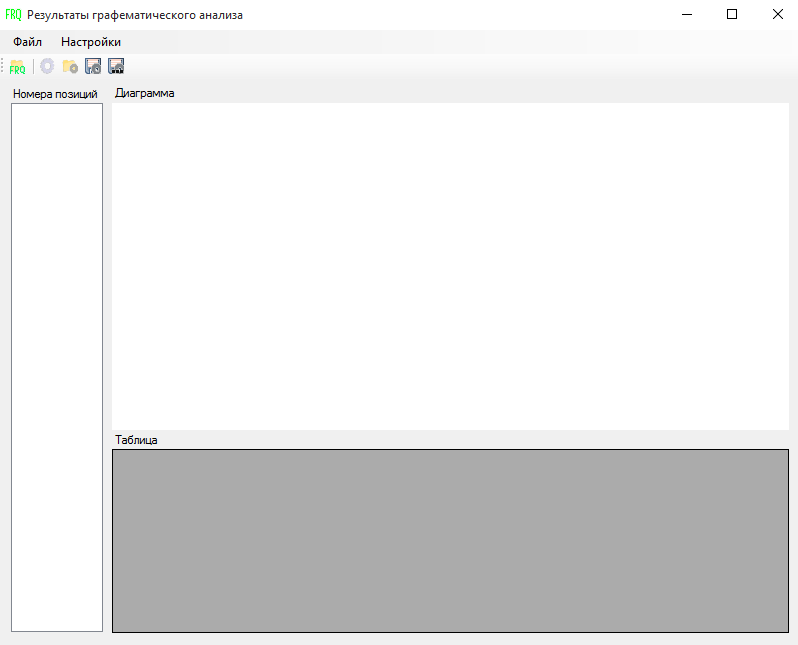 FRQ Результаты графематического анализа
Файл Настройки
FRQ
Номера позиций
Диаграмма
Таблица